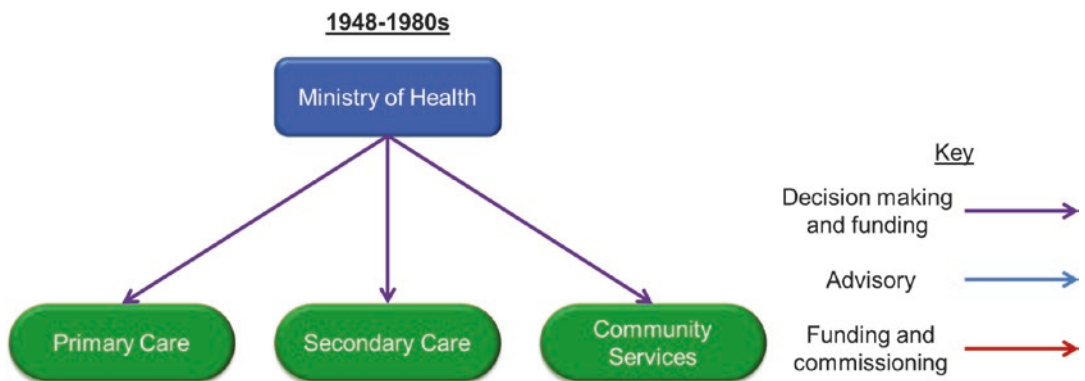 1948-1980s
Ministry of Health
Primary Care
Secondary Care
Community
Services
Key
Decision making
and funding
Advisory
Funding and
commissioning